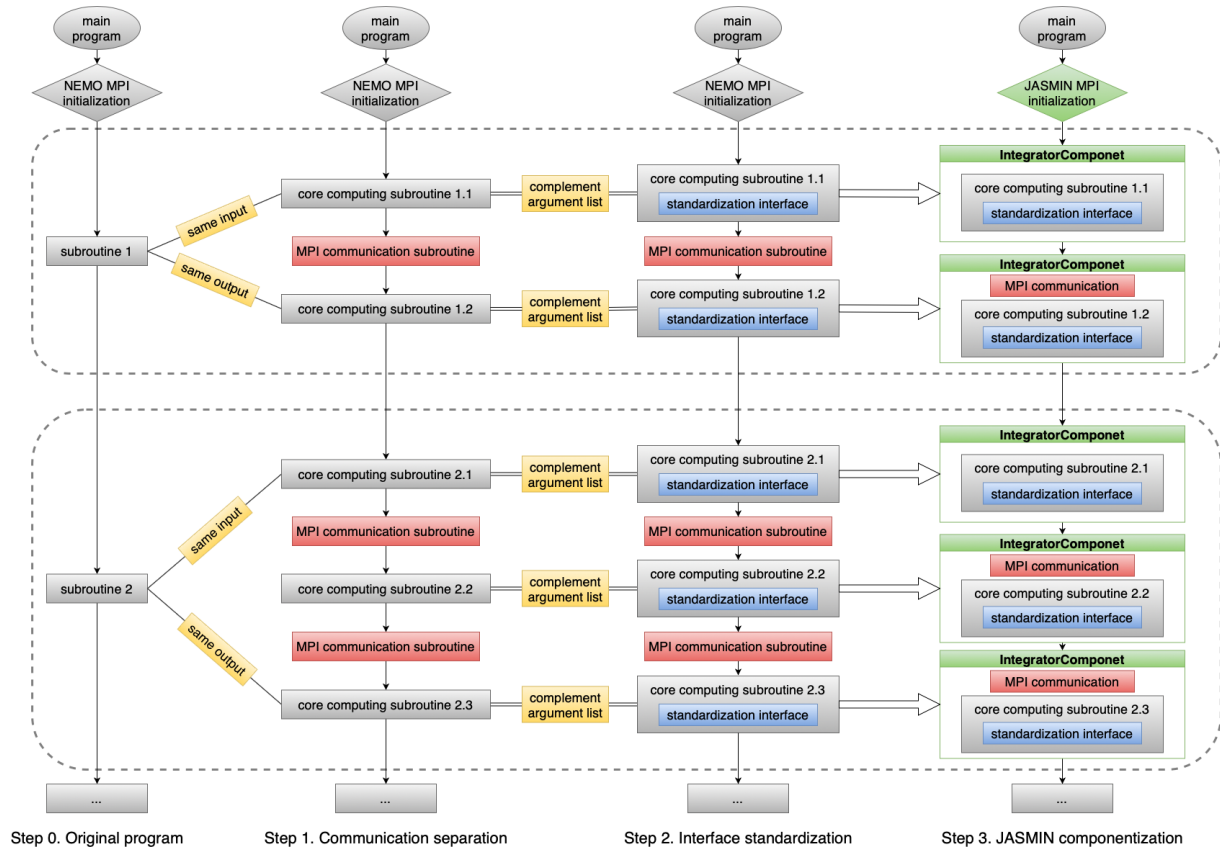 main
program
NEMO MPI
initialization
subroutine 1
same input
same output
subroutine 2
same input
same output
...
Step 0. Original program
main
program
NEMO MPI
initialization
core computing subroutine 1.1
MPI communication subroutine
core computing subroutine 1.2
core computing subroutine 2.1
MPI communication subroutine
core computing subroutine 2.2
MPI communication subroutine
core computing subroutine 2.3
...
Step 1. Communication separation
complement
argument list
complement
argument list
complement
argument list
complement
argument list
complement
argument list
main
program
NEMO MPI
initialization
core computing subroutine 1.1
standardization interface
MPI communication subroutine
core computing subroutine 1.2
standardization interface
core computing subroutine 2.1
standardization interface
MPI communication subroutine
core computing subroutine 2.2
standardization interface
MPI communication subroutine
core computing subroutine 2.3
standardization interface
...
Step 2. Interface standardization
main
program
JASMIN MPI
initialization
IntegratorComponet
core computing subroutine 1.1
standardization interface
IntegratorComponet
MPI communication
core computing subroutine 1.2
standardization interface
IntegratorComponet
core computing subroutine 2.1
standardization interface
IntegratorComponet
MPI communication
core computing subroutine 2.2
standardization interface
IntegratorComponet
MPI communication
core computing subroutine 2.3
standardization interface
...
Step 3. JASMIN componentization